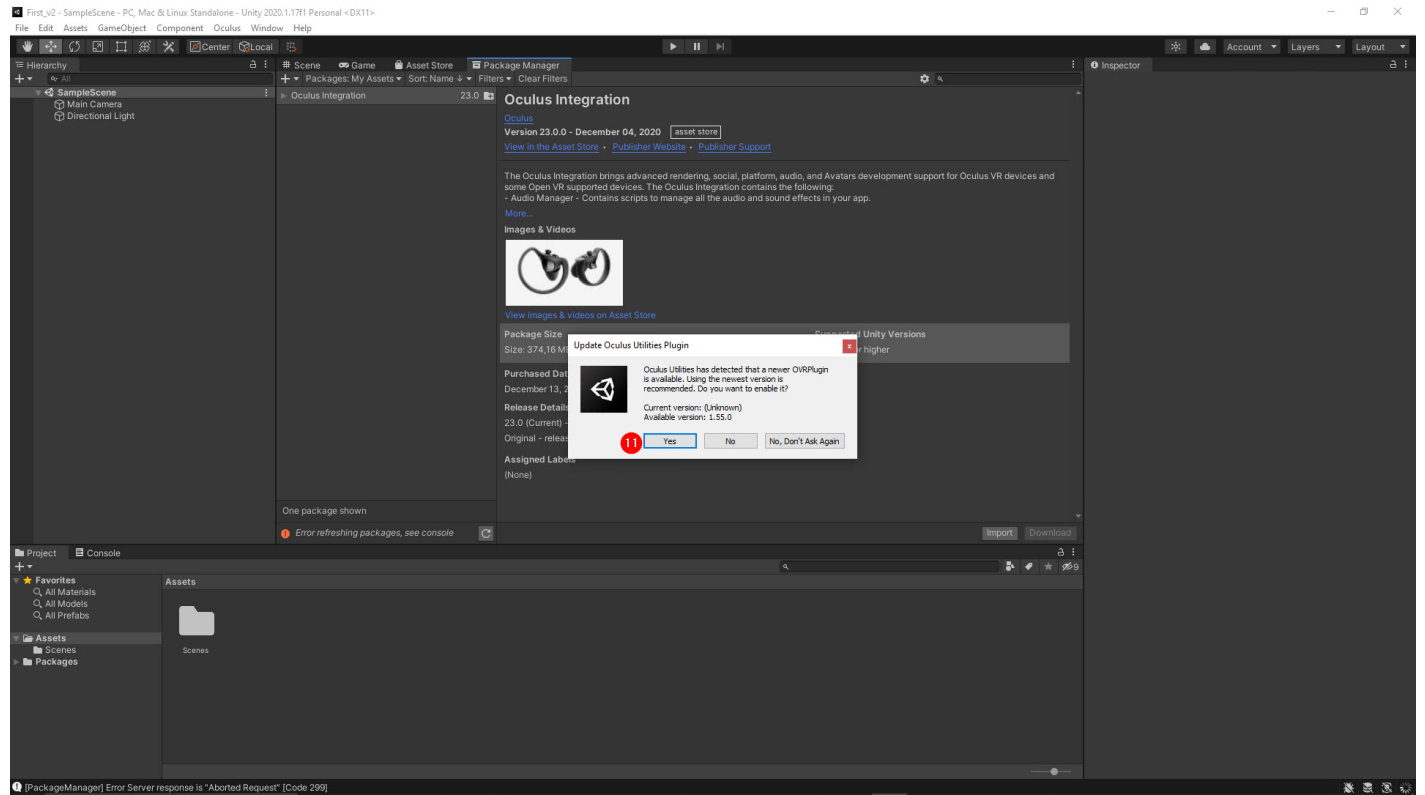 First_v2 - SampleScene - PC, Mac & Linux Standalone - Unity 2020.1.17f1 Personal <DX11>
File Edit Assets GameObject Component Oculus Window Help
Center Local
Account Layers Layout
Hierarchy
# Scene Game Asset Store Package Manager
Inspector
All
Packages: My Assets Sort: Name ↓ Filters Clear Filters
SampleScene
Main Camera
Directional Light
Oculus Integration 23.0
Oculus Integration
Oculus
Version 23.0.0 - December 04, 2020 asset store
View in the Asset Store • Publisher Website • Publisher Support
The Oculus Integration brings advanced rendering, social, platform, audio, and Avatars development support for Oculus VR devices and
some Open VR supported devices. The Oculus Integration contains the following:
- Audio Manager - Contains scripts to manage all the audio and sound effects in your app.
More...
Images & Videos
View images & videos on Asset Store
Package Size
Unity Versions
Size: 374,16
higher
Purchased Dat
December 13, 2
Release Details
23.0 (Current) -
Original - releas
Assigned Labels
(None)
Update Oculus Utilities Plugin
x
Oculus Utilities has detected that a newer OVRPlugin
is available. Using the newest version is
recommended. Do you want to enable it?
Current version: (Unknown)
Available version: 1.55.0
11 Yes No No, Don't Ask Again
One package shown
Error refreshing packages, see console
Import Download
Project Console
9
Favorites
All Materials
All Models
All Prefabs
Assets
Scenes
Packages
Assets
Scenes
[PackageManager] Error Server response is "Aborted Request" [Code 299]